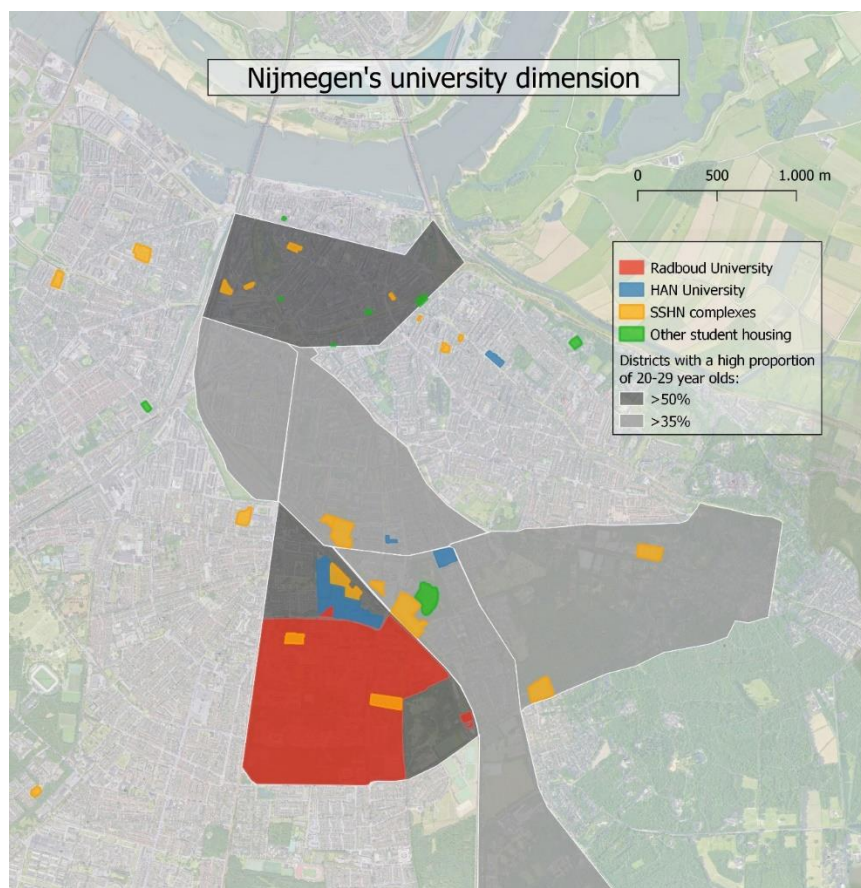 Nijmegen's university dimension
0 500 1.000 m
Radboud University
HAN University
SSHN complexes
Other student housing
Districts with a high proportion
of 20-29 year olds:
>50%
>35%